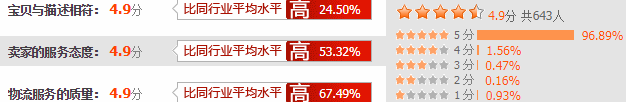 宝贝与描述相符： 4.9分 比同行业平均水平 高 24.50%
卖家的服务态度： 4.9分 比同行业平均水平 高 53.32%
物流服务的质量： 4.9分 比同行业平均水平 高 67.49%
4.9分 共643人
5分 96.89%
4分 1.56%
3分 0.47%
2分 0.16%
1分 0.93%